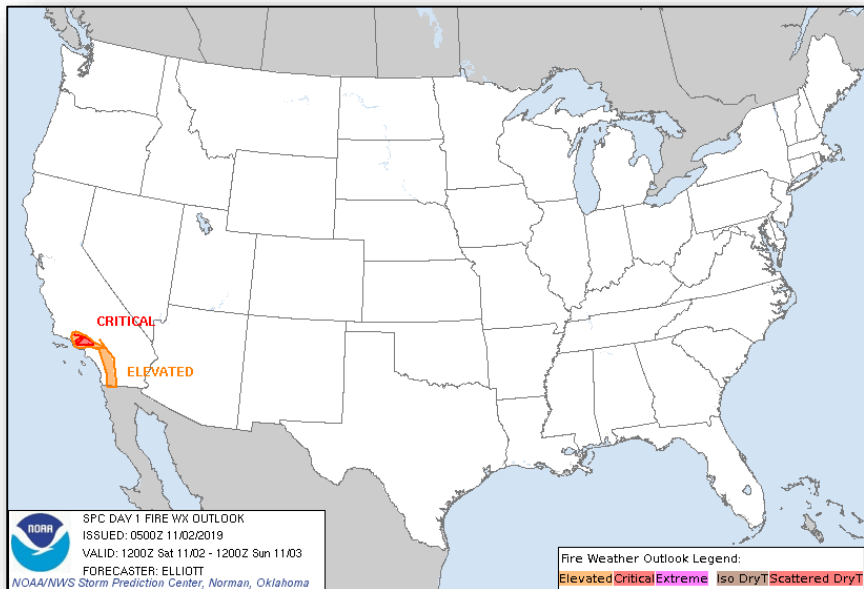 CRITICAL
ELEVATED
NOAA
SPC DAY 1 FIRE WX OUTLOOK
ISSUED: 0500Z 11/02/2019
VALID: 1200Z Sat 11/02 - 1200Z Sun 11/03
FORECASTER: ELLIOTT
NOAA/NWS Storm Prediction Center, Norman, Oklahoma
Fire Weather Outlook Legend:
Elevated Critical Extreme Iso DryT Scattered DryT